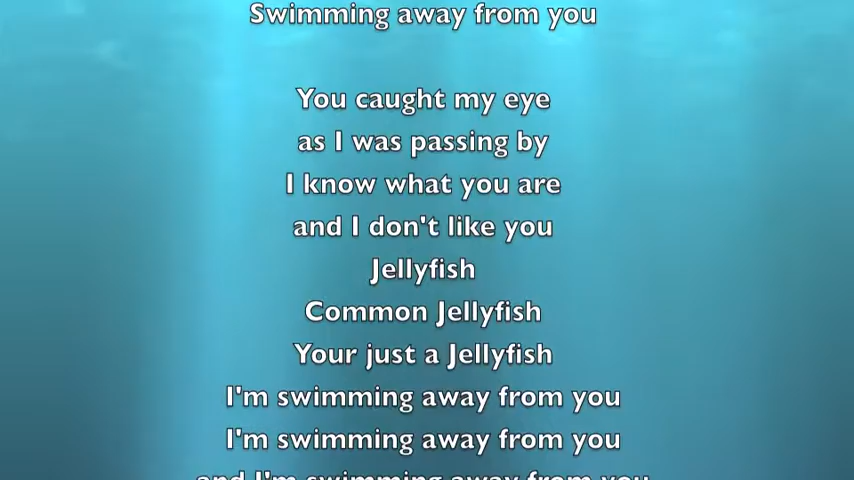 Swimming away from you
You caught my eye
as I was passing by
I know what you are
and I don't like you
Jellyfish
Common Jellyfish
Your just a Jellyfish
I'm swimming away from you
I'm swimming away from you
and I'm swimming away from you